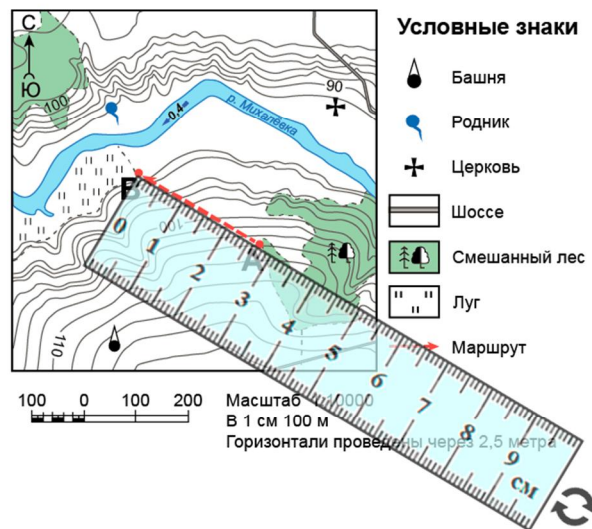 С
Ю
100
90
р. Михалёвка
0,4
В
А
110
0 1 2 3 4 5 6 7 8 9 см
Условные знаки
Башня
Родник
Церковь
Шоссе
Смешанный лес
Луг
Маршрут
100 0 100 200
Масштаб 1:10000
В 1 см 100 м
Горизонтали проведены через 2,5 метра